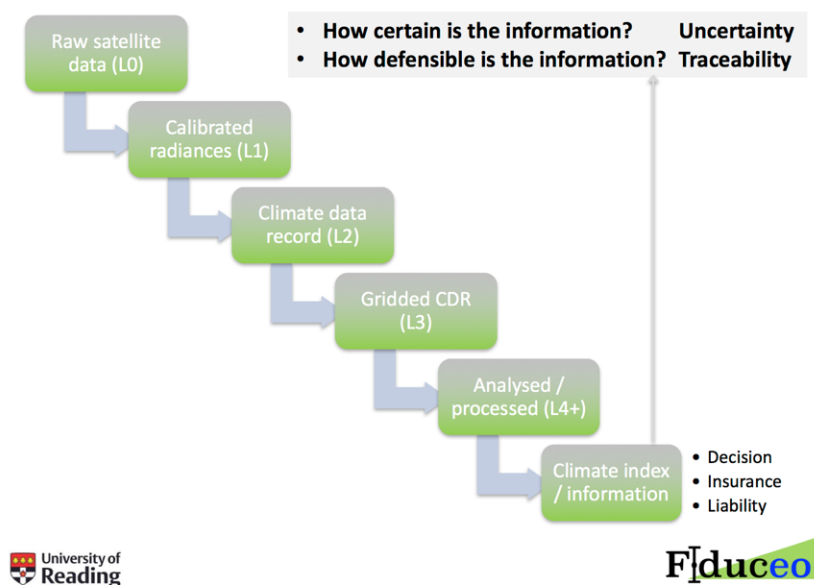 • How certain is the information? Uncertainty
• How defensible is the information? Traceability
Raw satellite
data (L0)
Calibrated
radiances (L1)
Climate data
record (L2)
Gridded CDR
(L3)
Analysed /
processed (L4+)
Climate index
/ information
• Decision
• Insurance
• Liability
University of
Reading
Fiduceo